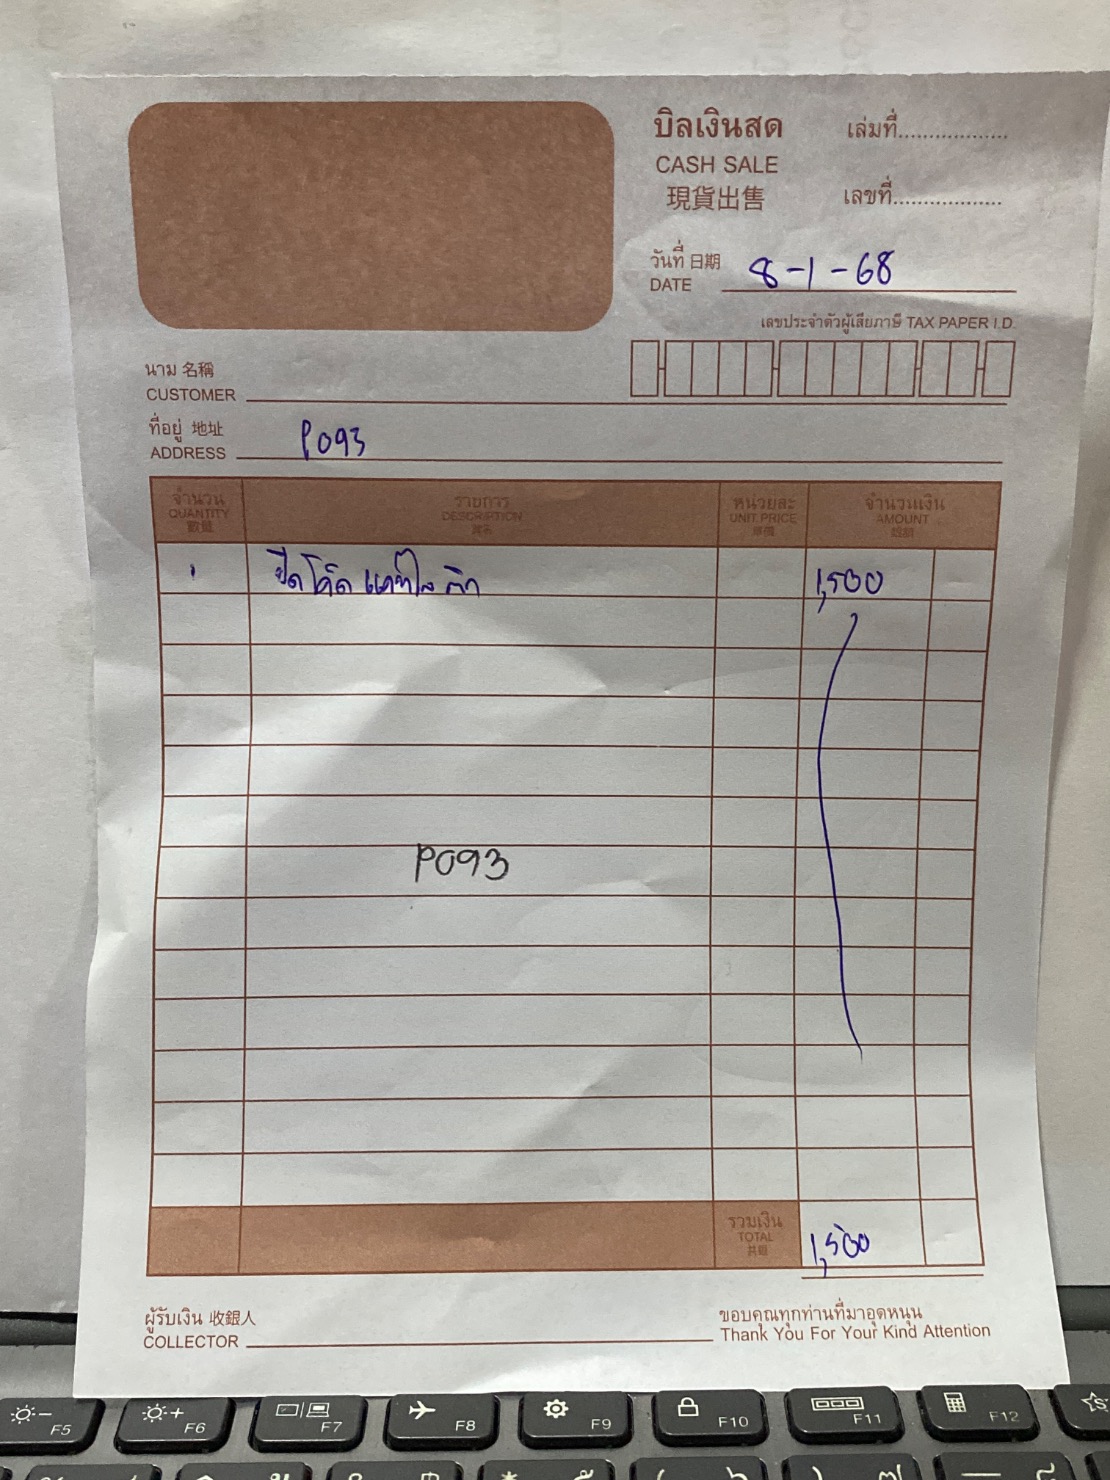 บิลเงินสด เล่มที่..................
CASH SALE
現貨出售 เลขที่..................
วันที่ 日期
DATE 8-1-68
เลขประจำตัวผู้เสียภาษี TAX PAPER I.D.
นาม 名稱
CUSTOMER
ที่อยู่ 地址
ADDRESS P093
จำนวน รายการ หน่วยละ จำนวนเงิน
QUANTITY DESCRIPTION UNIT PRICE AMOUNT
數量
1 1,500
P093
รวมเงิน
TOTAL 1,500
ผู้รับเงิน 收銀人 ขอบคุณทุกท่านที่มาอุดหนุน
COLLECTOR Thank You For Your Kind Attention
F5 F6 F7 F8 F9 F10 F11 F12